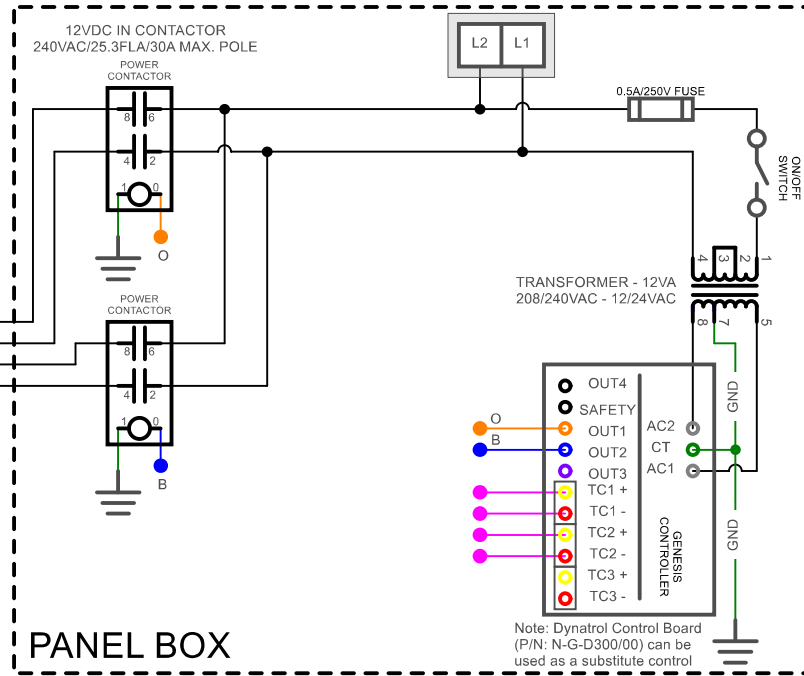 12VDC IN CONTACTOR
240VAC/25.3FLA/30A MAX. POLE
POWER
CONTACTOR
8 6
4 2
1 0
O
L2 L1
0.5A/250V FUSE
ON/OFF
SWITCH
4 3 2 1
TRANSFORMER - 12VA
208/240VAC - 12/24VAC
8 7 5
POWER
CONTACTOR
8 6
4 2
1 0
B
OUT4
SAFETY
O OUT1 AC2
B OUT2 CT
OUT3 AC1
TC1 +
TC1 -
TC2 +
TC2 -
TC3 +
TC3 -
GENESIS
CONTROLLER
GND
GND
Note: Dynatrol Control Board
(P/N: N-G-D300/00) can be
used as a substitute control
PANEL BOX